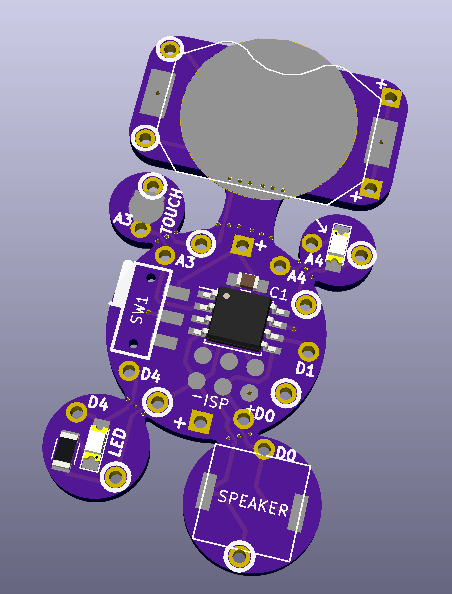 +
+
TOUCH
A3
A3
+
A4
A4
C1
SW1
D1
D4
-ISP
D4
+
+D0
LED
D0
SPEAKER